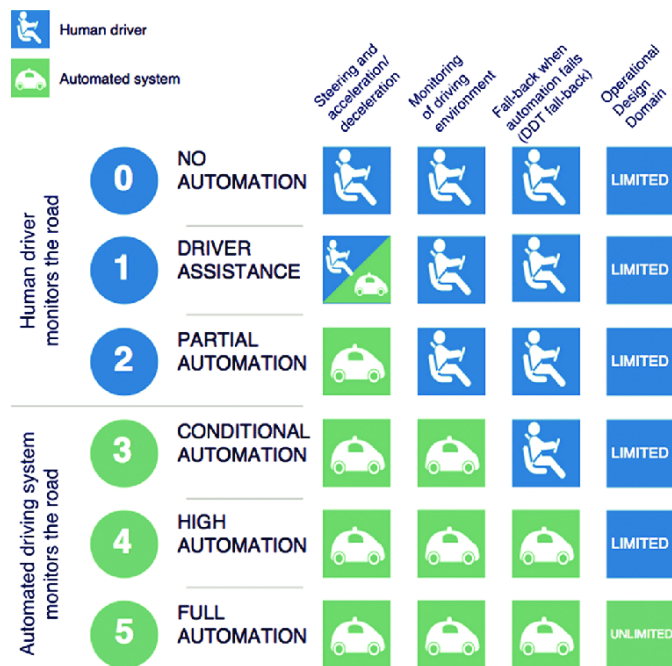 Human driver
Automated system
Steering and
acceleration/
deceleration
Monitoring
of driving
environment
Fall-back when
automation fails
(DDT fall-back)
Operational
Design
Domain
Human driver
monitors the road
0
NO
AUTOMATION
LIMITED
1
DRIVER
ASSISTANCE
LIMITED
2
PARTIAL
AUTOMATION
LIMITED
Automated driving system
monitors the road
3
CONDITIONAL
AUTOMATION
LIMITED
4
HIGH
AUTOMATION
LIMITED
5
FULL
AUTOMATION
UNLIMITED